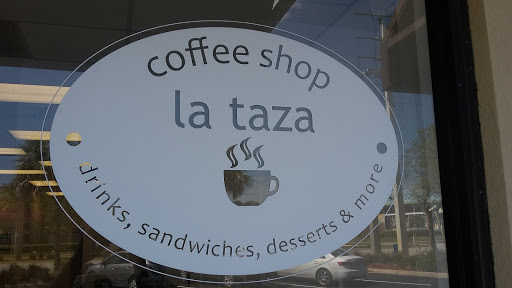 coffee shop
la taza
drinks, sandwiches, desserts & more